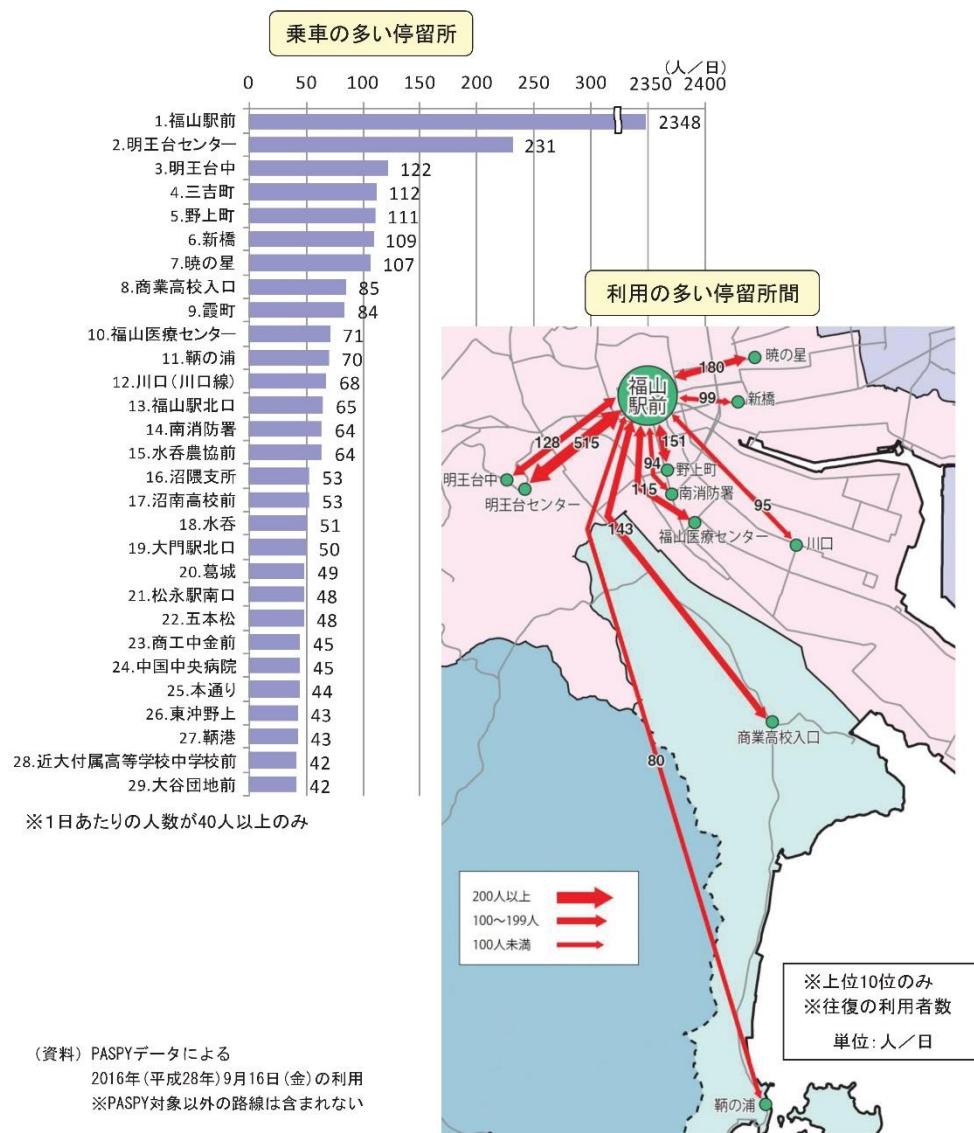 乗車の多い停留所
(人／日)
0 50 100 150 200 250 300 2350 2400
1.福山駅前 2348
2.明王台センター 231
3.明王台中 122
4.三吉町 112
5.野上町 111
6.新橋 109
7.暁の星 107
8.商業高校入口 85
9.霞町 84
10.福山医療センター 71
11.鞆の浦 70
12.川口(川口線) 68
13.福山駅北口 65
14.南消防署 64
15.水呑農協前 64
16.沼隈支所 53
17.沼南高校前 53
18.水呑 51
19.大門駅北口 50
20.葛城 49
21.松永駅南口 48
22.五本松 48
23.商工中金前 45
24.中国中央病院 45
25.本通り 44
26.東沖野上 43
27.鞆港 43
28.近大付属高等学校中学校前 42
29.大谷団地前 42
※1日あたりの人数が40人以上のみ
利用の多い停留所間
暁の星
180
福山
駅前
99
新橋
128
515
151
94
野上町
明王台中
明王台センター
南消防署
115
95
143
福山医療センター
川口
商業高校入口
80
200人以上
100～199人
100人未満
※上位10位のみ
※往復の利用者数
単位:人／日
鞆の浦
(資料) PASPYデータによる
2016年(平成28年)9月16日(金)の利用
※PASPY対象以外の路線は含まれない